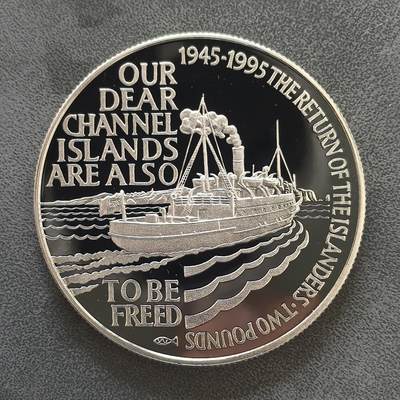 OUR
DEAR
CHANNEL
ISLANDS
ARE ALSO
TO BE
FREED
1945-1995 THE RETURN OF THE ISLANDERS · TWO POUNDS